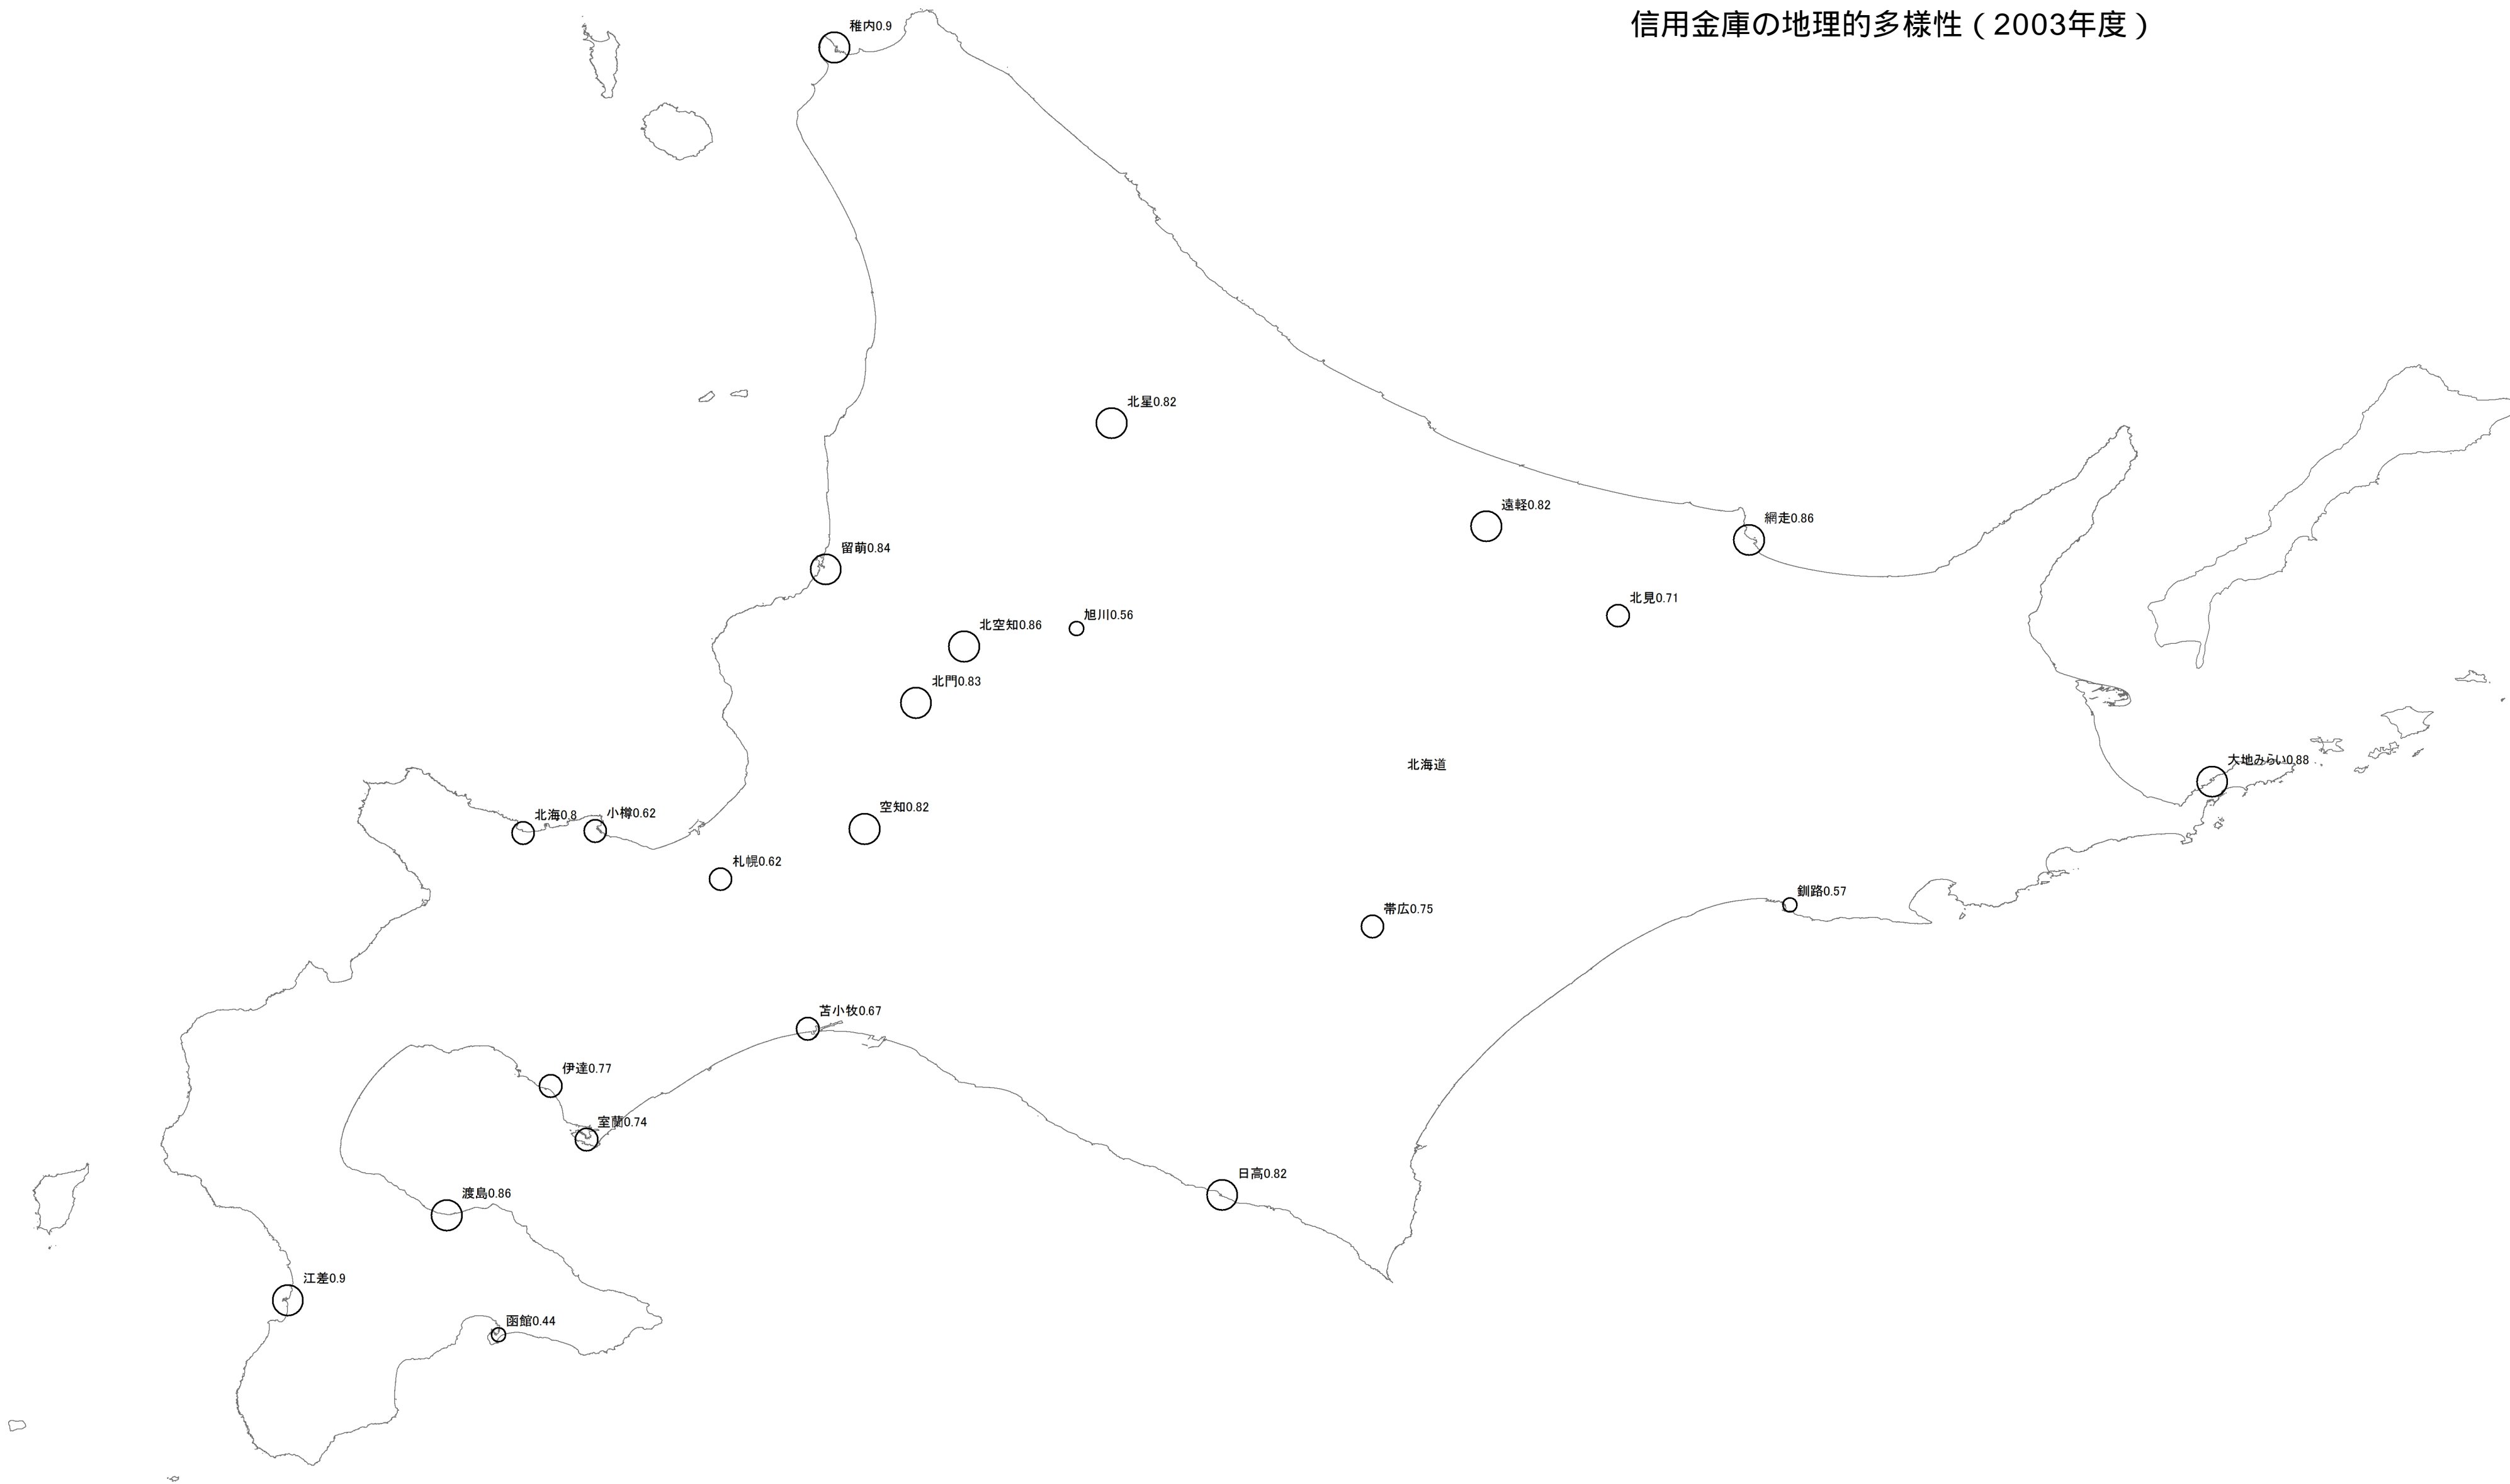 信用金庫の地理的多様性（2003年度）
稚内0.9
北星0.82
遠軽0.82
網走0.86
留萌0.84
北見0.71
旭川0.56
北空知0.86
北門0.83
大地みらい0.88
北海道
空知0.82
小樽0.62
北海0.8
札幌0.62
釧路0.57
帯広0.75
苫小牧0.67
伊達0.77
室蘭0.74
日高0.82
渡島0.86
江差0.9
函館0.44